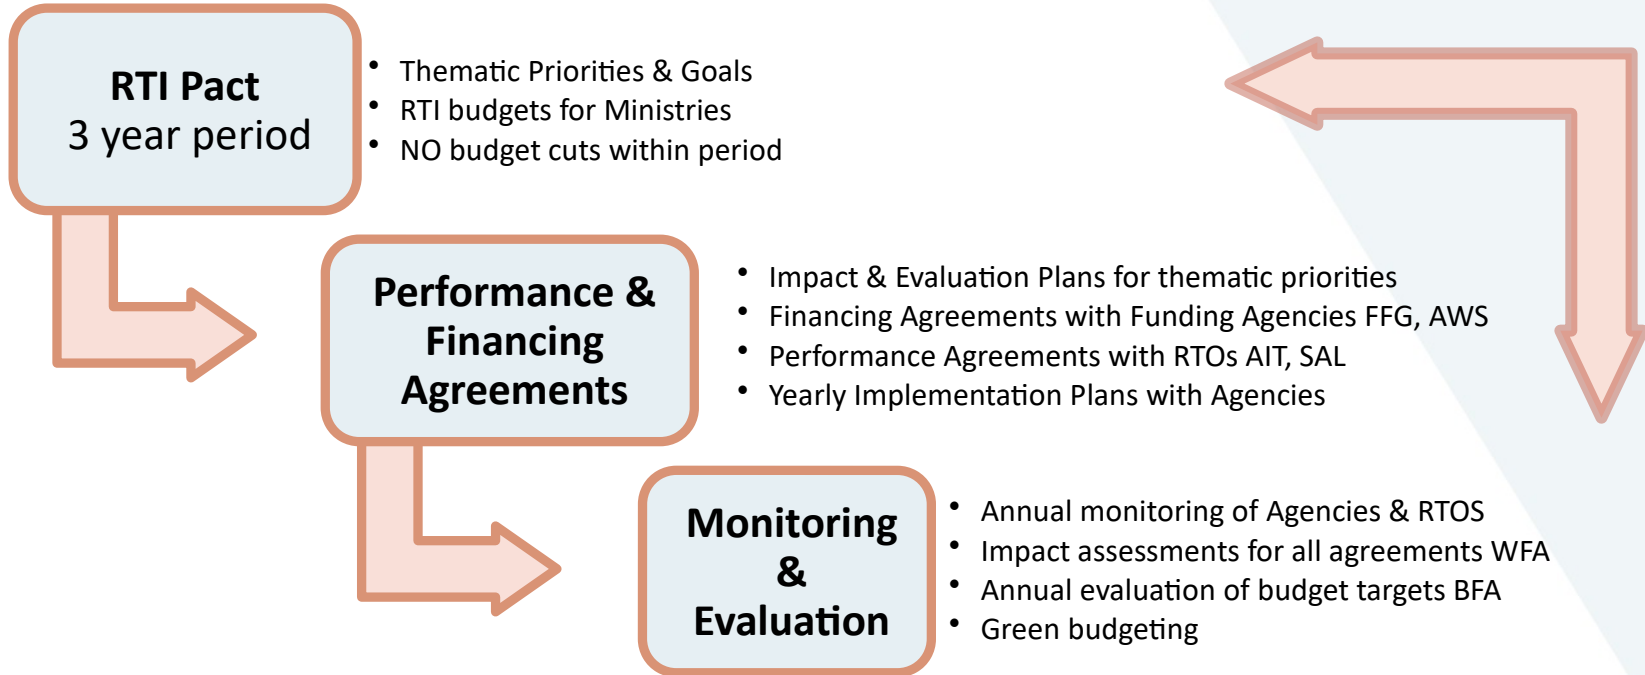 RTI Pact
3 year period
• Thematic Priorities & Goals
• RTI budgets for Ministries
• NO budget cuts within period
Performance &
Financing
Agreements
• Impact & Evaluation Plans for thematic priorities
• Financing Agreements with Funding Agencies FFG, AWS
• Performance Agreements with RTOs AIT, SAL
• Yearly Implementation Plans with Agencies
Monitoring
&
Evaluation
• Annual monitoring of Agencies & RTOS
• Impact assessments for all agreements WFA
• Annual evaluation of budget targets BFA
• Green budgeting